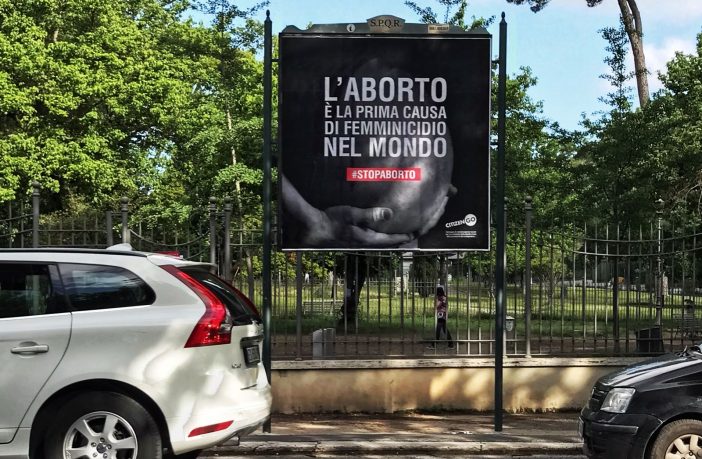 S.P.Q.R.
L'ABORTO
È LA PRIMA CAUSA
DI FEMMINICIDIO
NEL MONDO
#STOPABORTO
CITIZENGO